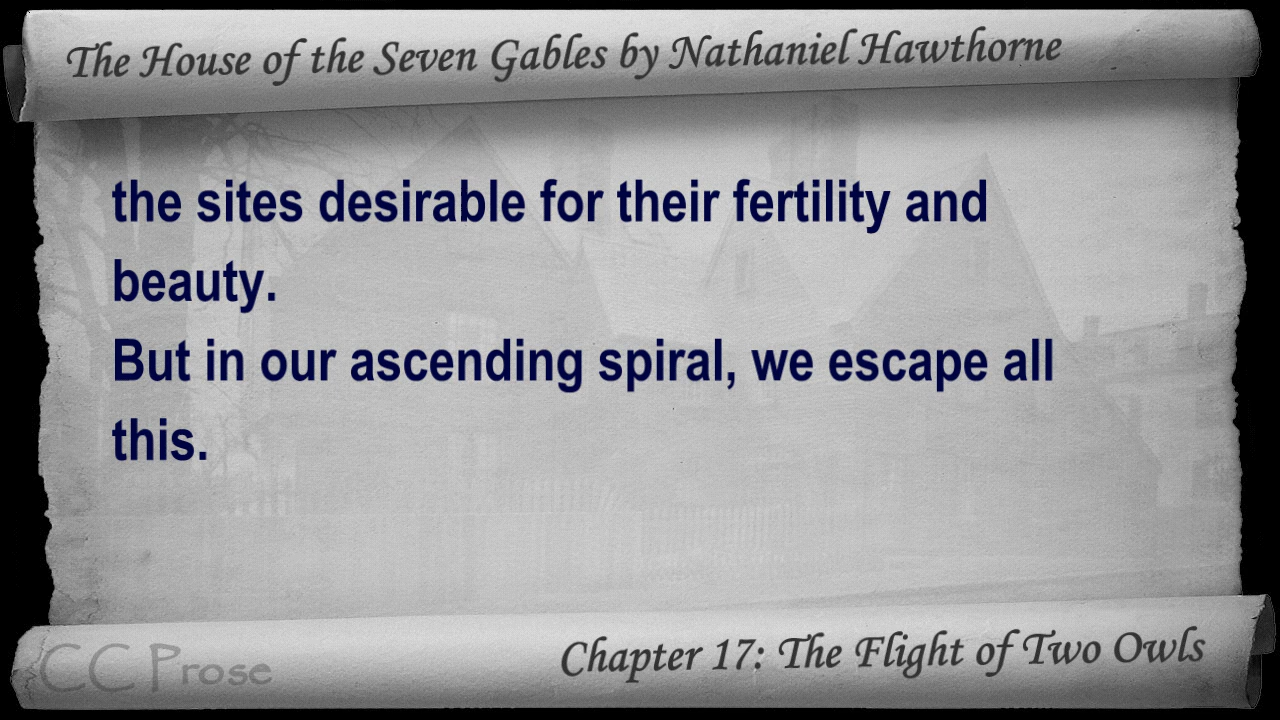 The House of the Seven Gables by Nathaniel Hawthorne
the sites desirable for their fertility and
beauty.
But in our ascending spiral, we escape all
this.
CC Prose
Chapter 17: The Flight of Two Owls